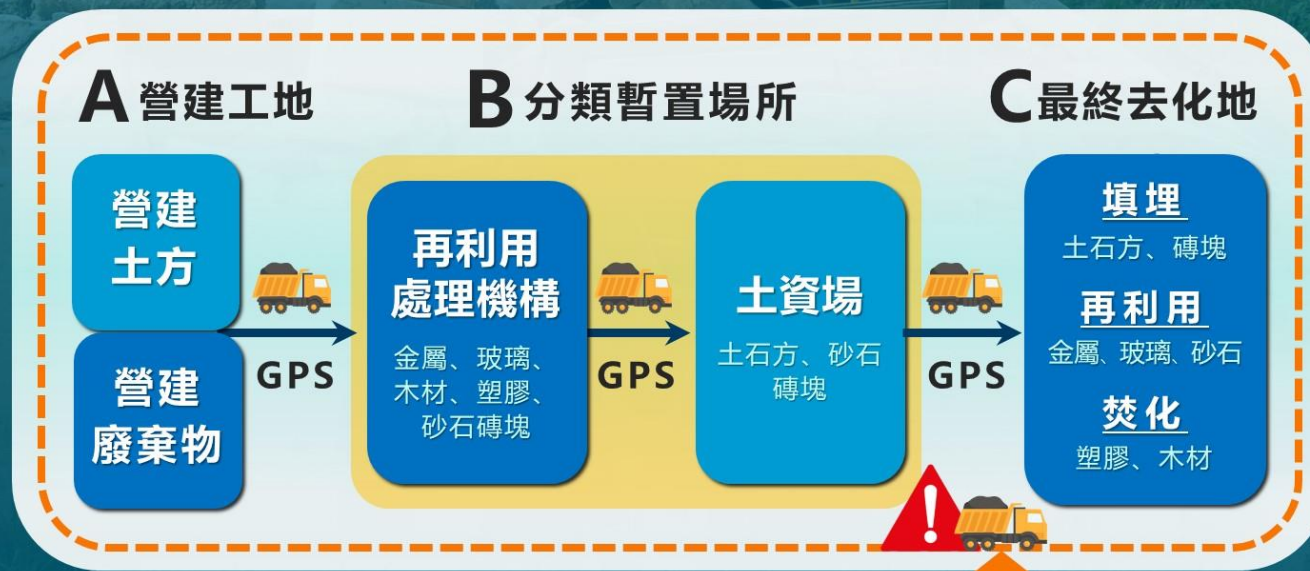 A 營建工地
營建
土方
營建
廢棄物
GPS
B 分類暫置場所
再利用
處理機構
金屬、玻璃、
木材、塑膠、
砂石磚塊
GPS
土資場
土石方、砂石
磚塊
GPS
C 最終去化地
填埋
土石方、磚塊
再利用
金屬、玻璃、砂石
焚化
塑膠、木材
!